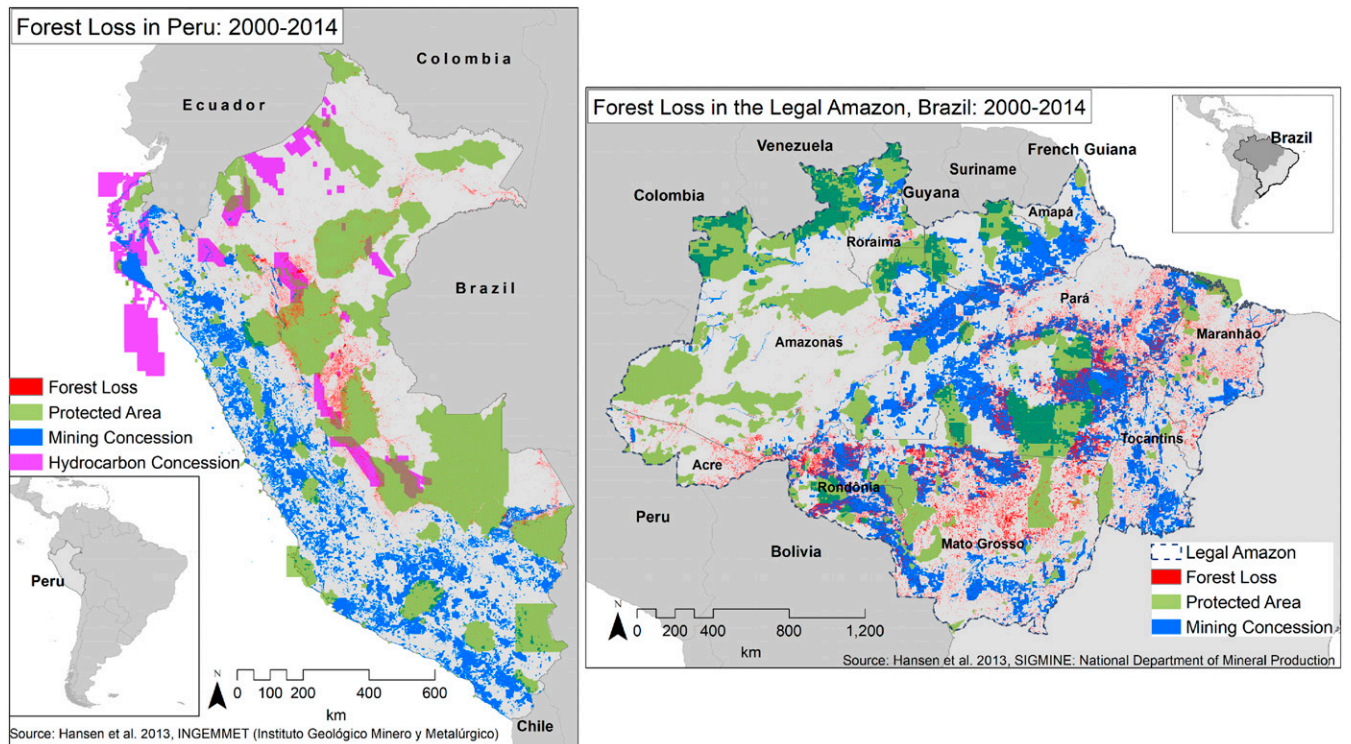 Forest Loss in Peru: 2000-2014
Colombia
Ecuador
Brazil
Forest Loss
Protected Area
Mining Concession
Hydrocarbon Concession
Peru
N
0 100 200 400 600
km
Chile
Source: Hansen et al. 2013, INGEMMET (Instituto Geológico Minero y Metalúrgico)
Forest Loss in the Legal Amazon, Brazil: 2000-2014
Brazil
Venezuela
Suriname
French Guiana
Colombia
Guyana
Amapá
Roraima
Pará
Maranhão
Amazonas
Tocantins
Acre
Rondônia
Peru
Mato Grosso
Bolivia
Legal Amazon
Forest Loss
Protected Area
Mining Concession
N
0 200 400 800 1,200
km
Source: Hansen et al. 2013, SIGMINE: National Department of Mineral Production